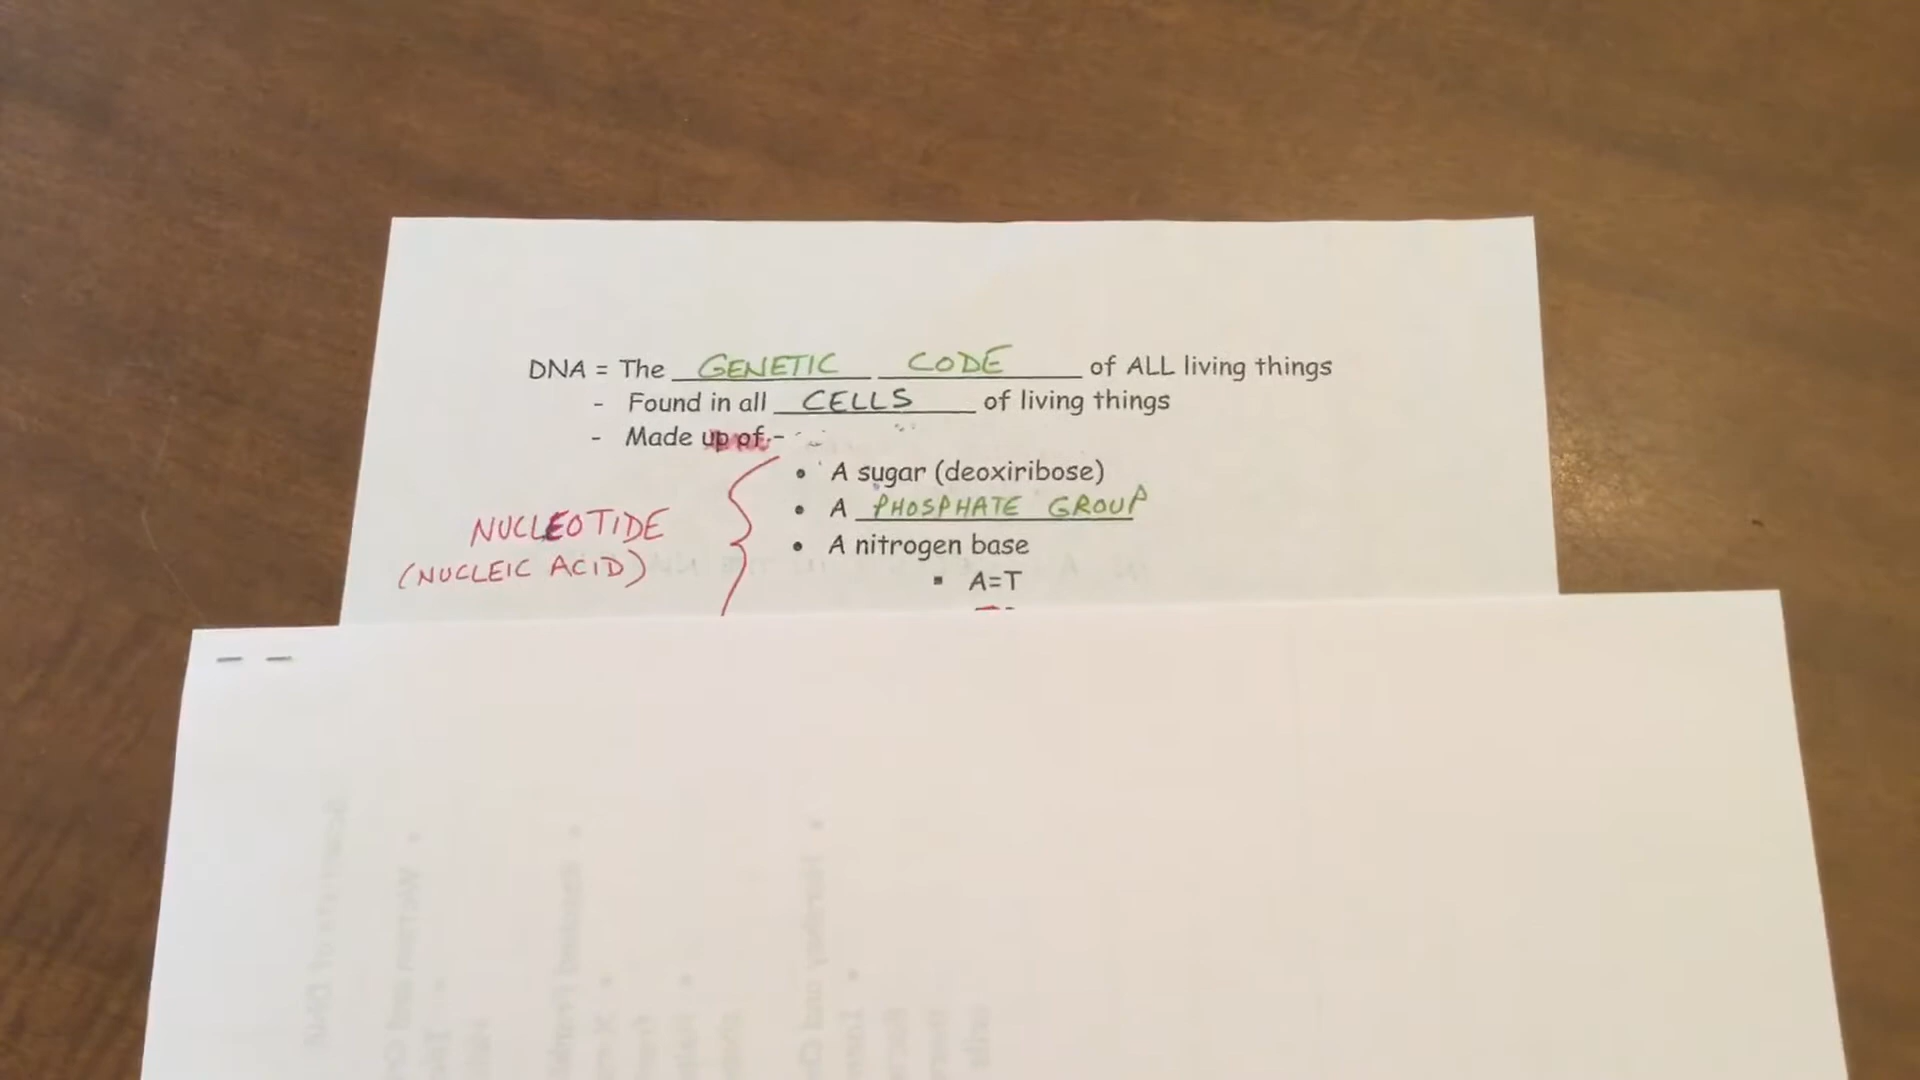 DNA = The GENETIC CODE of ALL living things
- Found in all CELLS of living things
- Made up of-
• A sugar (deoxiribose)
• A PHOSPHATE GROUP
NUCLEOTIDE
(NUCLEIC ACID)
• A nitrogen base
▪ A=T